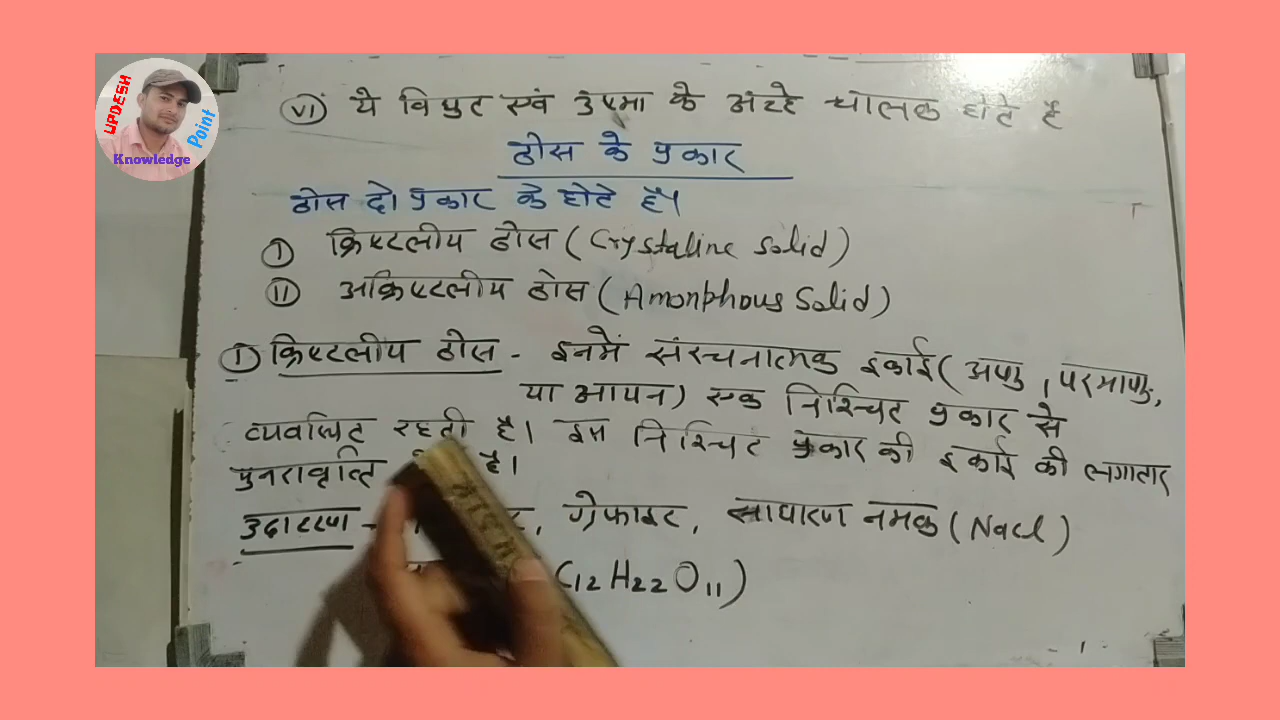 UPDESH
Knowledge
Point
VI ये विधुत एवं उष्मा के अच्छे चालक होते है
ठोस के प्रकार
ठोस दो प्रकार के होते है।
I क्रिस्टलीय ठोस (Crystaline Solid)
II अक्रिस्टलीय ठोस (Amonphous Solid)
I क्रिस्टलीय ठोस - इनमें संरचनात्मक इकाई (अणु, परमाणु,
या आयन) एक निश्चित प्रकार से
व्यवस्थित रहती है। इस निश्चित प्रकार की इकाई की लगातार
पुनरावृत्ति है।
उदाहरण - ग्रेफाइट, साधारण नमक (NaCl)
(C12H22O11)